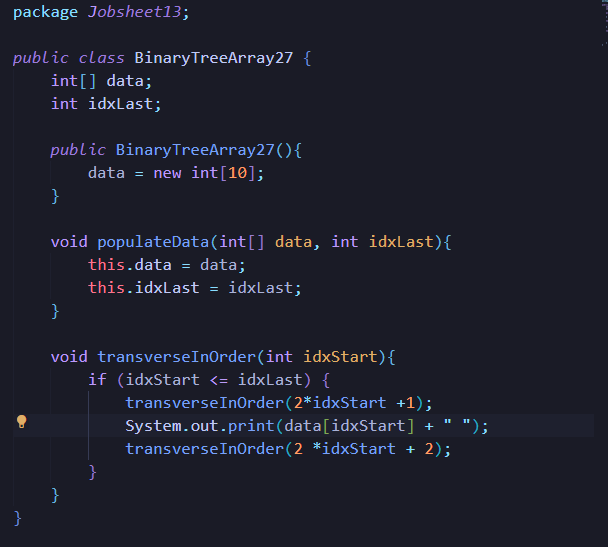 package Jobsheet13;
public class BinaryTreeArray27 {
int[] data;
int idxLast;
public BinaryTreeArray27(){
data = new int[10];
}
void populateData(int[] data, int idxLast){
this.data = data;
this.idxLast = idxLast;
}
void transverseInOrder(int idxStart){
if (idxStart <= idxLast) {
transverseInOrder(2*idxStart +1);
System.out.print(data[idxStart] + " ");
transverseInOrder(2 *idxStart + 2);
}
}
}